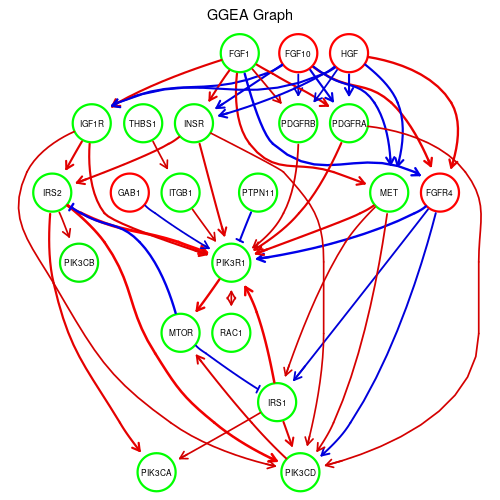 GGEA Graph
FGF1 FGF10 HGF
IGF1R THBS1 INSR PDGFRB PDGFRA
IRS2 GAB1 ITGB1 PTPN11 MET FGFR4
PIK3CB PIK3R1
MTOR RAC1
IRS1
PIK3CA PIK3CD